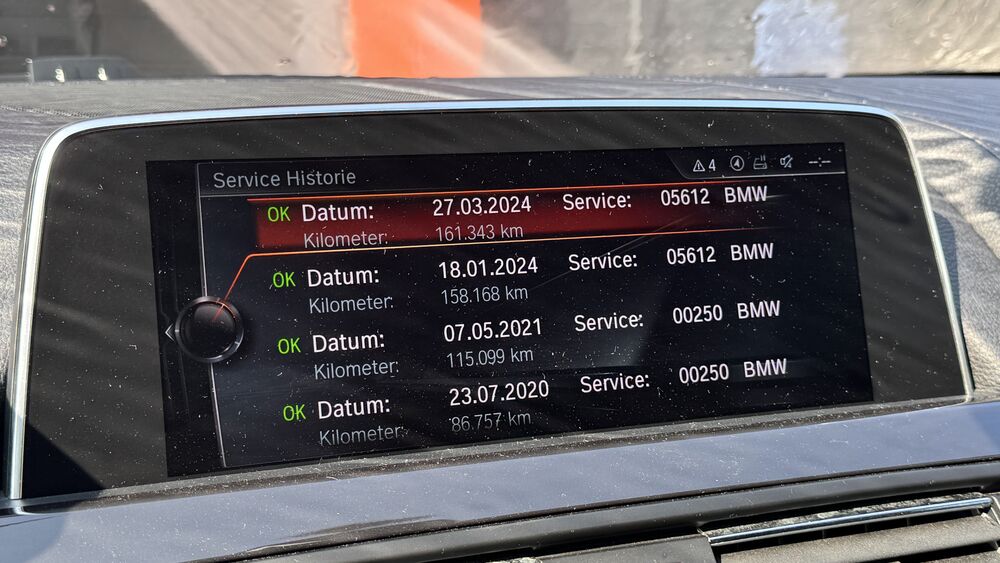 Service Historie
4 --:--
OK Datum: 27.03.2024 Service: 05612 BMW
Kilometer: 161.343 km
OK Datum: 18.01.2024 Service: 05612 BMW
Kilometer: 158.168 km
OK Datum: 07.05.2021 Service: 00250 BMW
Kilometer: 115.099 km
OK Datum: 23.07.2020 Service: 00250 BMW
Kilometer: 86.757 km